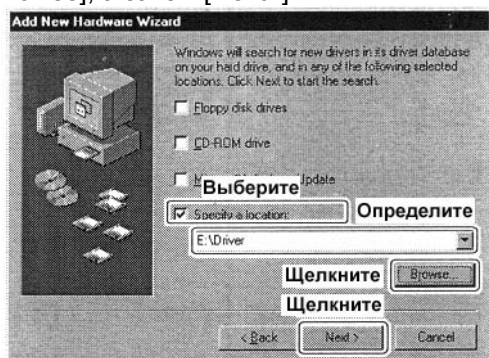 Add New Hardware Wizard
Windows will search for new drivers in its driver database
on your hard drive, and in any of the following selected
locations. Click Next to start the search.
Floppy disk drives
CD-ROM drive
Update
Выберите
Specify a location:
Определите
E:\Driver
Щелкните
Browse...
Щелкните
< Back
Next >
Cancel